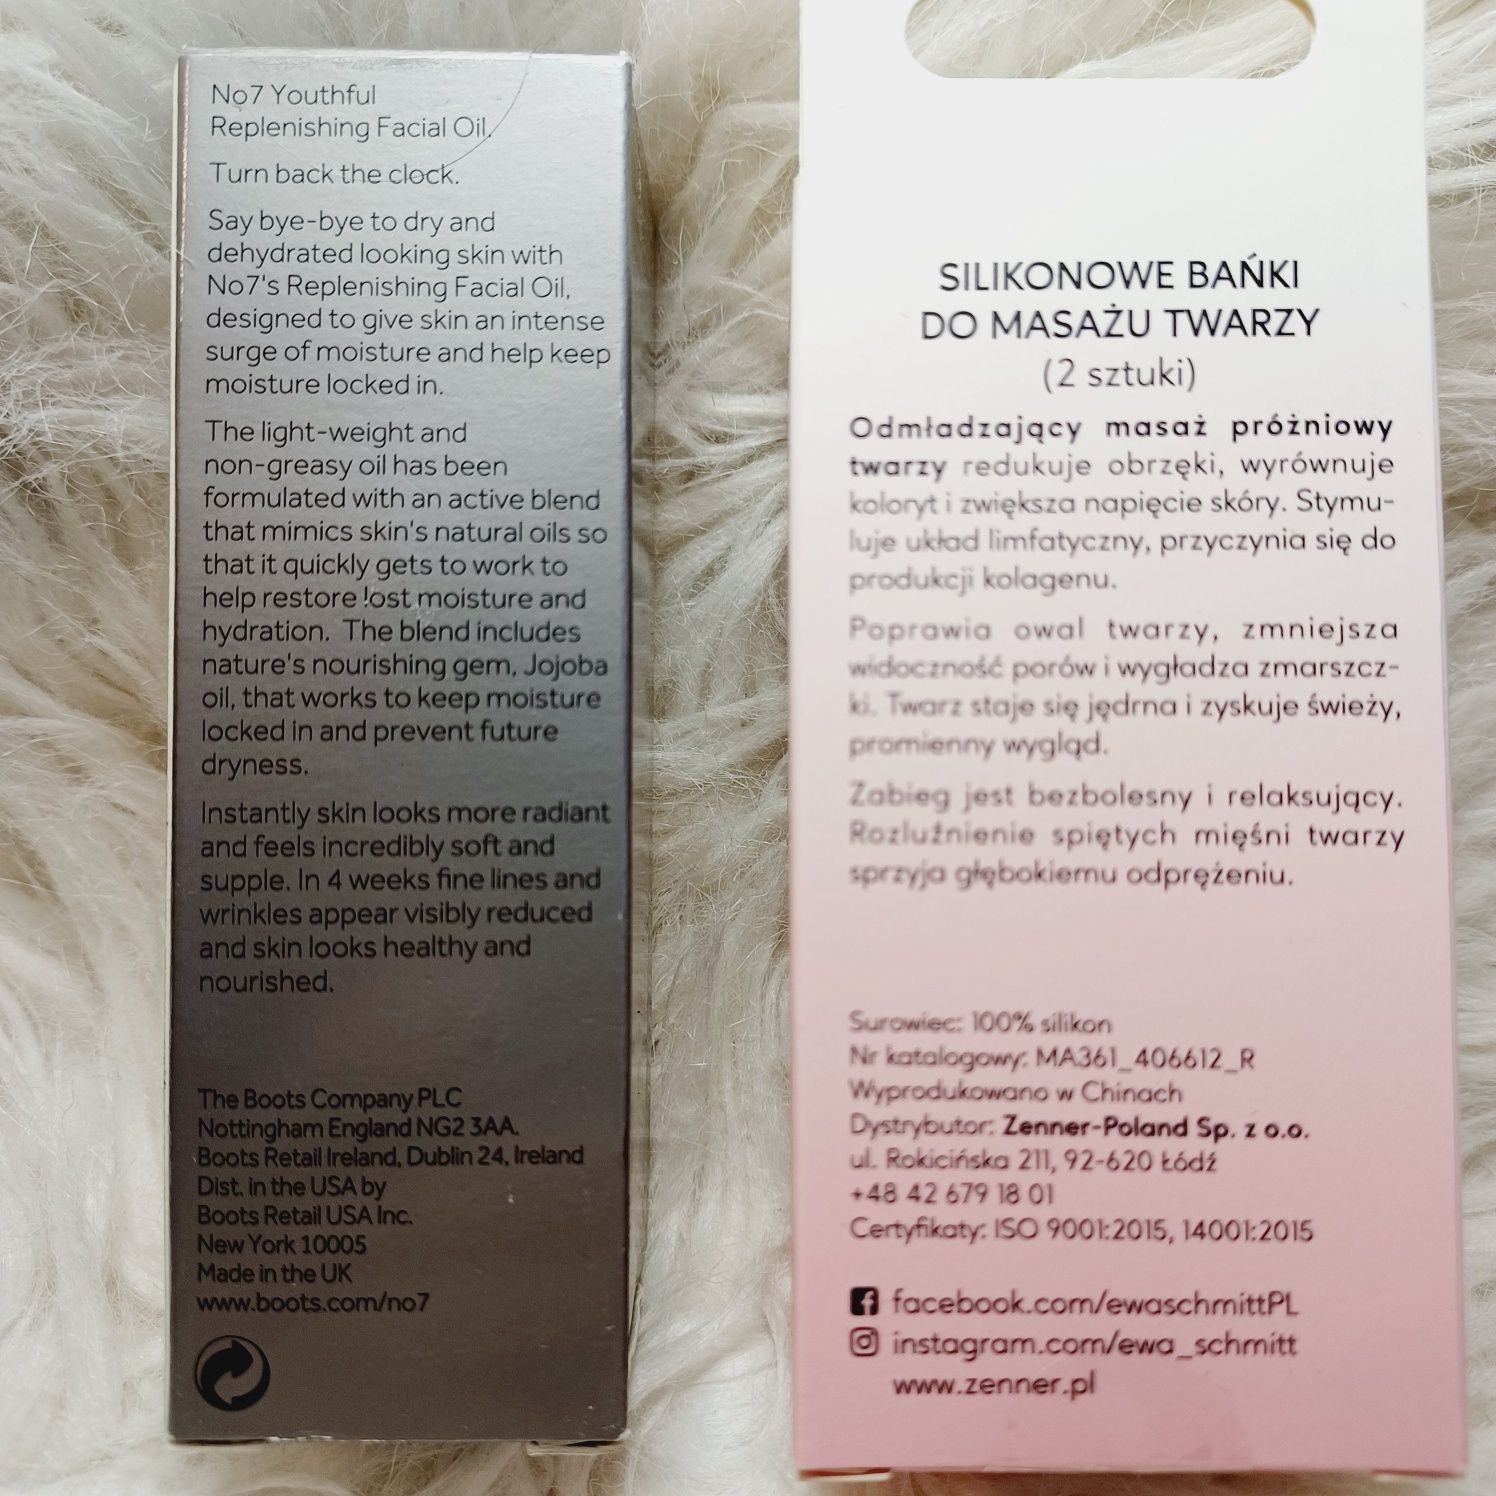 No7 Youthful
Replenishing Facial Oil.
Turn back the clock.
Say bye-bye to dry and
dehydrated looking skin with
No7's Replenishing Facial Oil,
designed to give skin an intense
surge of moisture and help keep
moisture locked in.
The light-weight and
non-greasy oil has been
formulated with an active blend
that mimics skin's natural oils so
that it quickly gets to work to
help restore lost moisture and
hydration. The blend includes
nature's nourishing gem, Jojoba
oil, that works to keep moisture
locked in and prevent future
dryness.
Instantly skin looks more radiant
and feels incredibly soft and
supple. In 4 weeks fine lines and
wrinkles appear visibly reduced
and skin looks healthy and
nourished.
The Boots Company PLC
Nottingham England NG2 3AA.
Boots Retail Ireland, Dublin 24, Ireland
Dist. in the USA by
Boots Retail USA Inc.
New York 10005
Made in the UK
www.boots.com/no7
SILIKONOWE BAŃKI
DO MASAŻU TWARZY
(2 sztuki)
Odmładzający masaż próżniowy
twarzy redukuje obrzęki, wyrównuje
koloryt i zwiększa napięcie skóry. Stymu-
luje układ limfatyczny, przyczynia się do
produkcji kolagenu.
Poprawia owal twarzy, zmniejsza
widoczność porów i wygładza zmarszcz-
ki. Twarz staje się jędrna i zyskuje świeży,
promienny wygląd.
Zabieg jest bezbolesny i relaksujący.
Rozluźnienie spiętych mięśni twarzy
sprzyja głębokiemu odprężeniu.
Surowiec: 100% silikon
Nr katalogowy: MA361_406612_R
Wyprodukowano w Chinach
Dystrybutor: Zenner-Poland Sp. z o.o.
ul. Rokicińska 211, 92-620 Łódź
+48 42 679 18 01
Certyfikaty: ISO 9001:2015, 14001:2015
facebook.com/ewaschmittPL
instagram.com/ewa_schmitt
www.zenner.pl